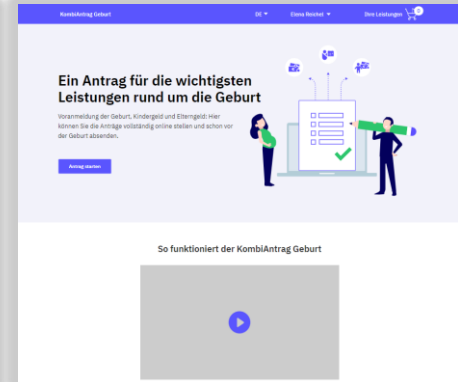 KombiAntrag Geburt DE Elena Reichel Ihre Leistungen 0
Ein Antrag für die wichtigsten
Leistungen rund um die Geburt
Voranmeldung der Geburt, Kindergeld und Elterngeld: Hier
können Sie die Anträge vollständig online stellen und schon vor
der Geburt absenden.
Antrag starten
So funktioniert der KombiAntrag Geburt